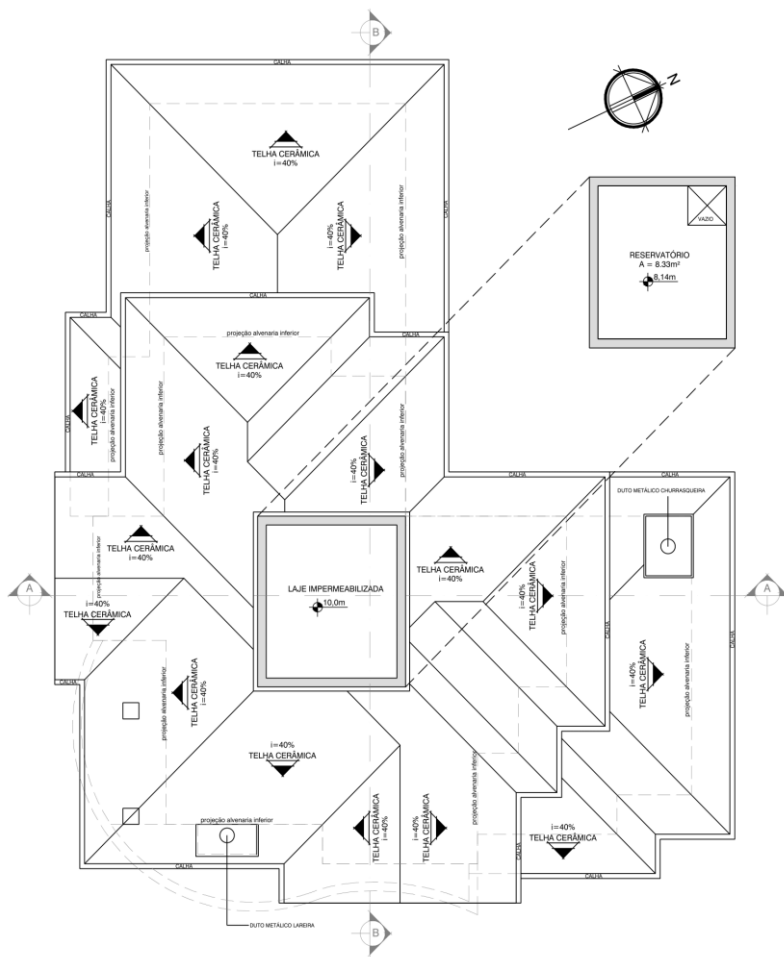 B
CALHA
N
TELHA CERÂMICA
i=40%
projeção alvenaria inferior
CALHA
TELHA CERÂMICA
i=40%
TELHA CERÂMICA
i=40%
projeção alvenaria inferior
CALHA
VAZIO
RESERVATÓRIO
A = 8.33m²
8,14m
CALHA
CALHA
CALHA
projeção alvenaria inferior
TELHA CERÂMICA
i=40%
CALHA
TELHA CERÂMICA
i=40%
projeção alvenaria inferior
TELHA CERÂMICA
i=40%
i=40%
TELHA CERÂMICA
projeção alvenaria inferior
CALHA
CALHA
CALHA
DUTO METÁLICO CHURRASQUEIRA
TELHA CERÂMICA
i=40%
projeção alvenaria inferior
TELHA CERÂMICA
i=40%
LAJE IMPERMEABILIZADA
10,0m
A
A
i=40%
TELHA CERÂMICA
i=40%
TELHA CERÂMICA
projeção alvenaria inferior
CALHA
CALHA
CALHA
TELHA CERÂMICA
i=40%
projeção alvenaria inferior
i=40%
TELHA CERÂMICA
projeção alvenaria inferior
i=40%
TELHA CERÂMICA
projeção alvenaria inferior
projeção alvenaria inferior
TELHA CERÂMICA
i=40%
i=40%
TELHA CERÂMICA
i=40%
TELHA CERÂMICA
CALHA
CALHA
CALHA
DUTO METÁLICO LAREIRA
B